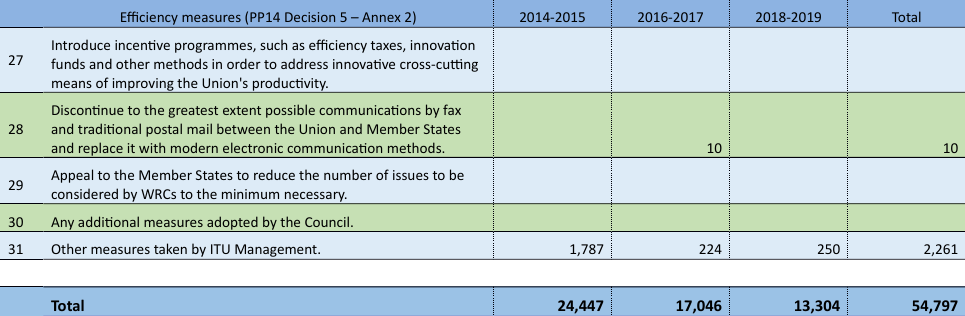 Efficiency measures (PP14 Decision 5 – Annex 2) 2014-2015 2016-2017 2018-2019 Total
Introduce incentive programmes, such as efficiency taxes, innovation
27 funds and other methods in order to address innovative cross-cutting
means of improving the Union's productivity.
Discontinue to the greatest extent possible communications by fax
28 and traditional postal mail between the Union and Member States
and replace it with modern electronic communication methods. 10 10
29 Appeal to the Member States to reduce the number of issues to be
considered by WRCs to the minimum necessary.
30 Any additional measures adopted by the Council.
31 Other measures taken by ITU Management. 1,787 224 250 2,261
Total 24,447 17,046 13,304 54,797